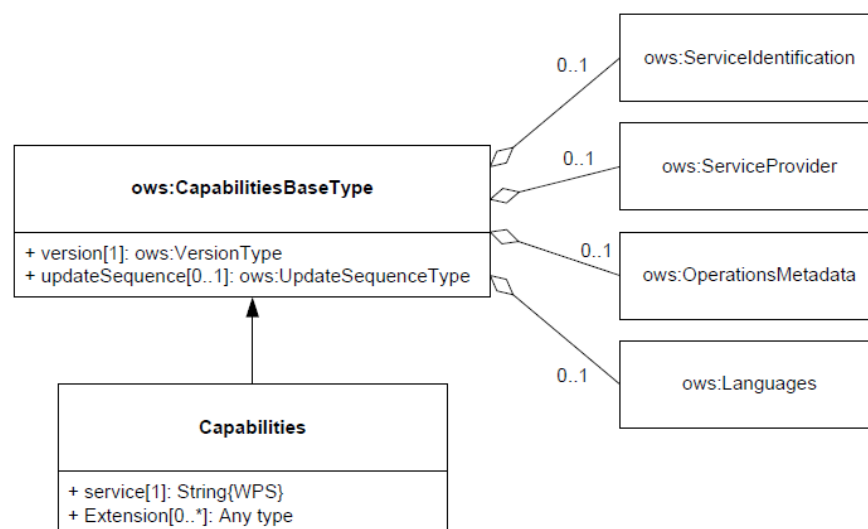 0..1
ows:ServiceIdentification
0..1
ows:ServiceProvider
ows:CapabilitiesBaseType
+ version[1]: ows:VersionType
+ updateSequence[0..1]: ows:UpdateSequenceType
0..1
ows:OperationsMetadata
0..1
ows:Languages
Capabilities
+ service[1]: String{WPS}
+ Extension[0..*]: Any type